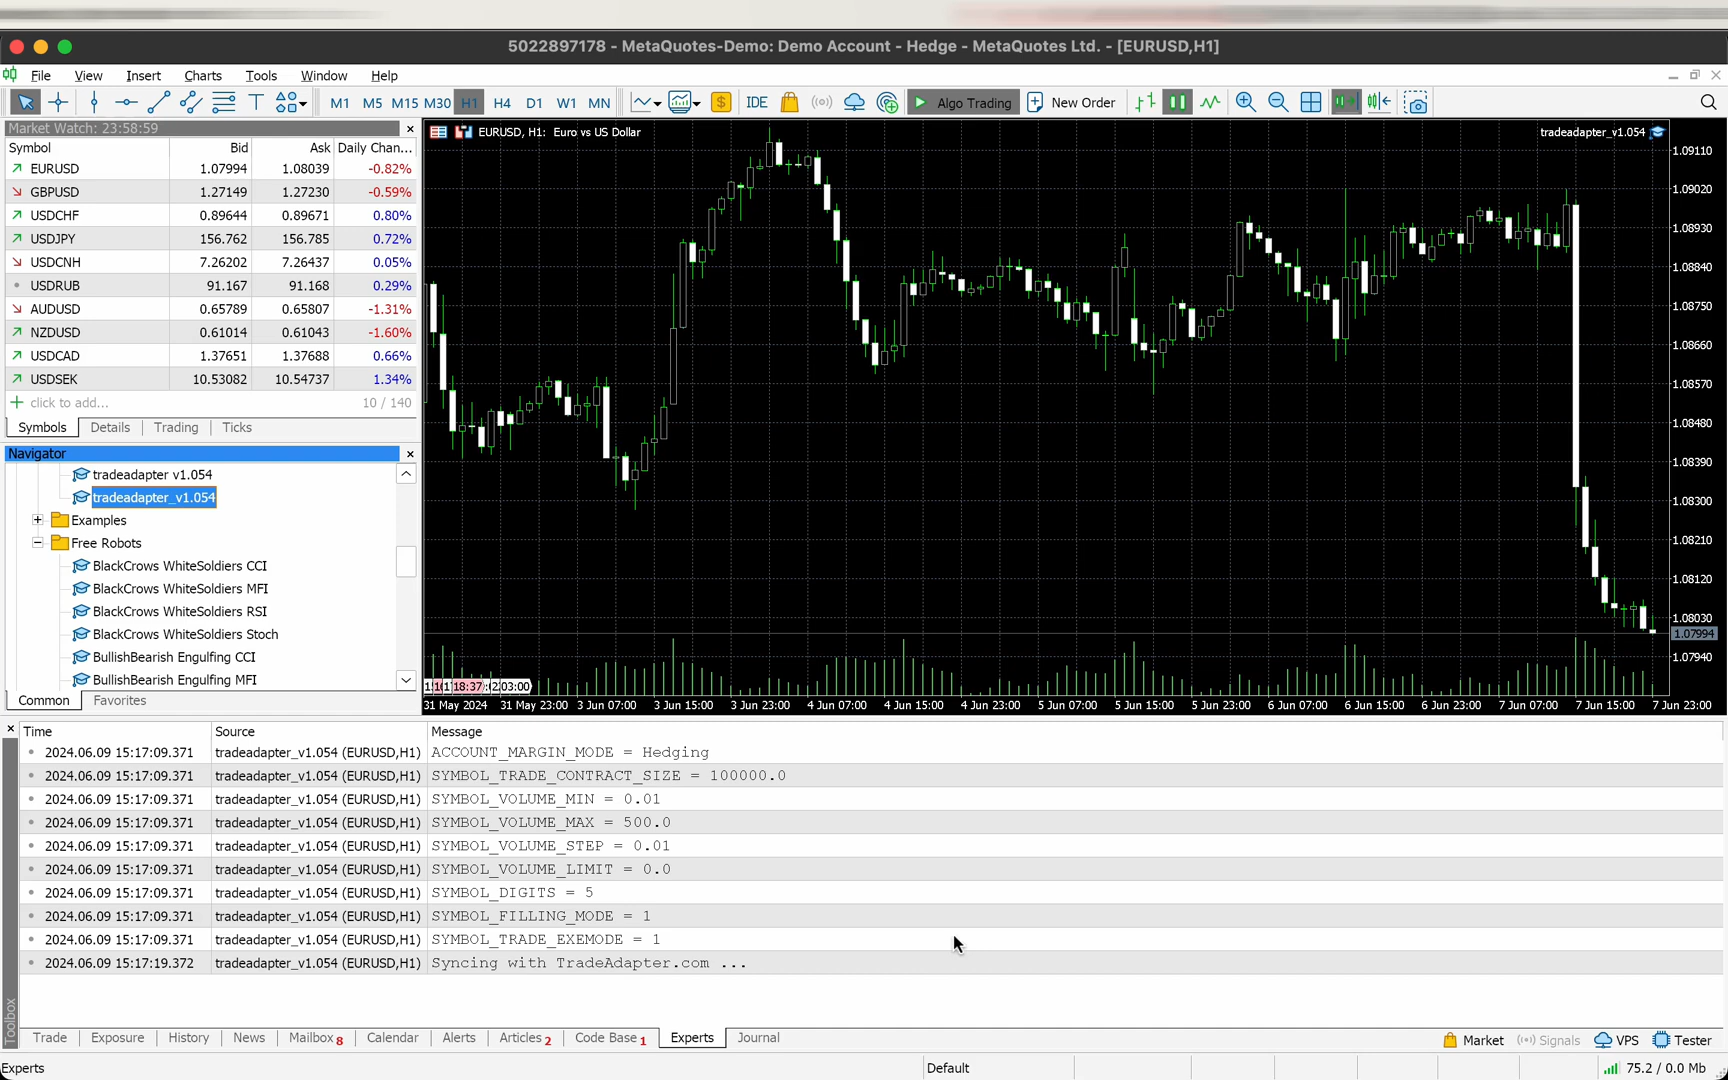 5022897178 - MetaQuotes-Demo: Demo Account - Hedge - MetaQuotes Ltd. - [EURUSD,H1]
File View Insert Charts Tools Window Help
M1 M5 M15 M30 H1 H4 D1 W1 MN IDE Algo Trading New Order
Market Watch: 23:58:59
Symbol Bid Ask Daily Chan...
EURUSD 1.07994 1.08039 -0.82%
GBPUSD 1.27149 1.27230 -0.59%
USDCHF 0.89644 0.89671 0.80%
USDJPY 156.762 156.785 0.72%
USDCNH 7.26202 7.26437 0.05%
USDRUB 91.167 91.168 0.29%
AUDUSD 0.65789 0.65807 -1.31%
NZDUSD 0.61014 0.61043 -1.60%
USDCAD 1.37651 1.37688 0.66%
USDSEK 10.53082 10.54737 1.34%
click to add... 10 / 140
Symbols Details Trading Ticks
Navigator
tradeadapter v1.054
tradeadapter_v1.054
Examples
Free Robots
BlackCrows WhiteSoldiers CCI
BlackCrows WhiteSoldiers MFI
BlackCrows WhiteSoldiers RSI
BlackCrows WhiteSoldiers Stoch
BullishBearish Engulfing CCI
BullishBearish Engulfing MFI
Common Favorites
EURUSD, H1: Euro vs US Dollar
tradeadapter_v1.054
1.09110
1.09020
1.08930
1.08840
1.08750
1.08660
1.08570
1.08480
1.08390
1.08300
1.08210
1.08120
1.08030
1.07994
1.07940
18:37 03:00
31 May 2024 31 May 23:00 3 Jun 07:00 3 Jun 15:00 3 Jun 23:00 4 Jun 07:00 4 Jun 15:00 4 Jun 23:00 5 Jun 07:00 5 Jun 15:00 5 Jun 23:00 6 Jun 07:00 6 Jun 15:00 6 Jun 23:00 7 Jun 07:00 7 Jun 15:00 7 Jun 23:00
Time Source Message
2024.06.09 15:17:09.371 tradeadapter_v1.054 (EURUSD,H1) ACCOUNT_MARGIN_MODE = Hedging
2024.06.09 15:17:09.371 tradeadapter_v1.054 (EURUSD,H1) SYMBOL_TRADE_CONTRACT_SIZE = 100000.0
2024.06.09 15:17:09.371 tradeadapter_v1.054 (EURUSD,H1) SYMBOL_VOLUME_MIN = 0.01
2024.06.09 15:17:09.371 tradeadapter_v1.054 (EURUSD,H1) SYMBOL_VOLUME_MAX = 500.0
2024.06.09 15:17:09.371 tradeadapter_v1.054 (EURUSD,H1) SYMBOL_VOLUME_STEP = 0.01
2024.06.09 15:17:09.371 tradeadapter_v1.054 (EURUSD,H1) SYMBOL_VOLUME_LIMIT = 0.0
2024.06.09 15:17:09.371 tradeadapter_v1.054 (EURUSD,H1) SYMBOL_DIGITS = 5
2024.06.09 15:17:09.371 tradeadapter_v1.054 (EURUSD,H1) SYMBOL_FILLING_MODE = 1
2024.06.09 15:17:09.371 tradeadapter_v1.054 (EURUSD,H1) SYMBOL_TRADE_EXEMODE = 1
2024.06.09 15:17:19.372 tradeadapter_v1.054 (EURUSD,H1) Syncing with TradeAdapter.com ...
Toolbox
Trade Exposure History News Mailbox 8 Calendar Alerts Articles 2 Code Base 1 Experts Journal Market Signals VPS Tester
Experts Default 75.2 / 0.0 Mb